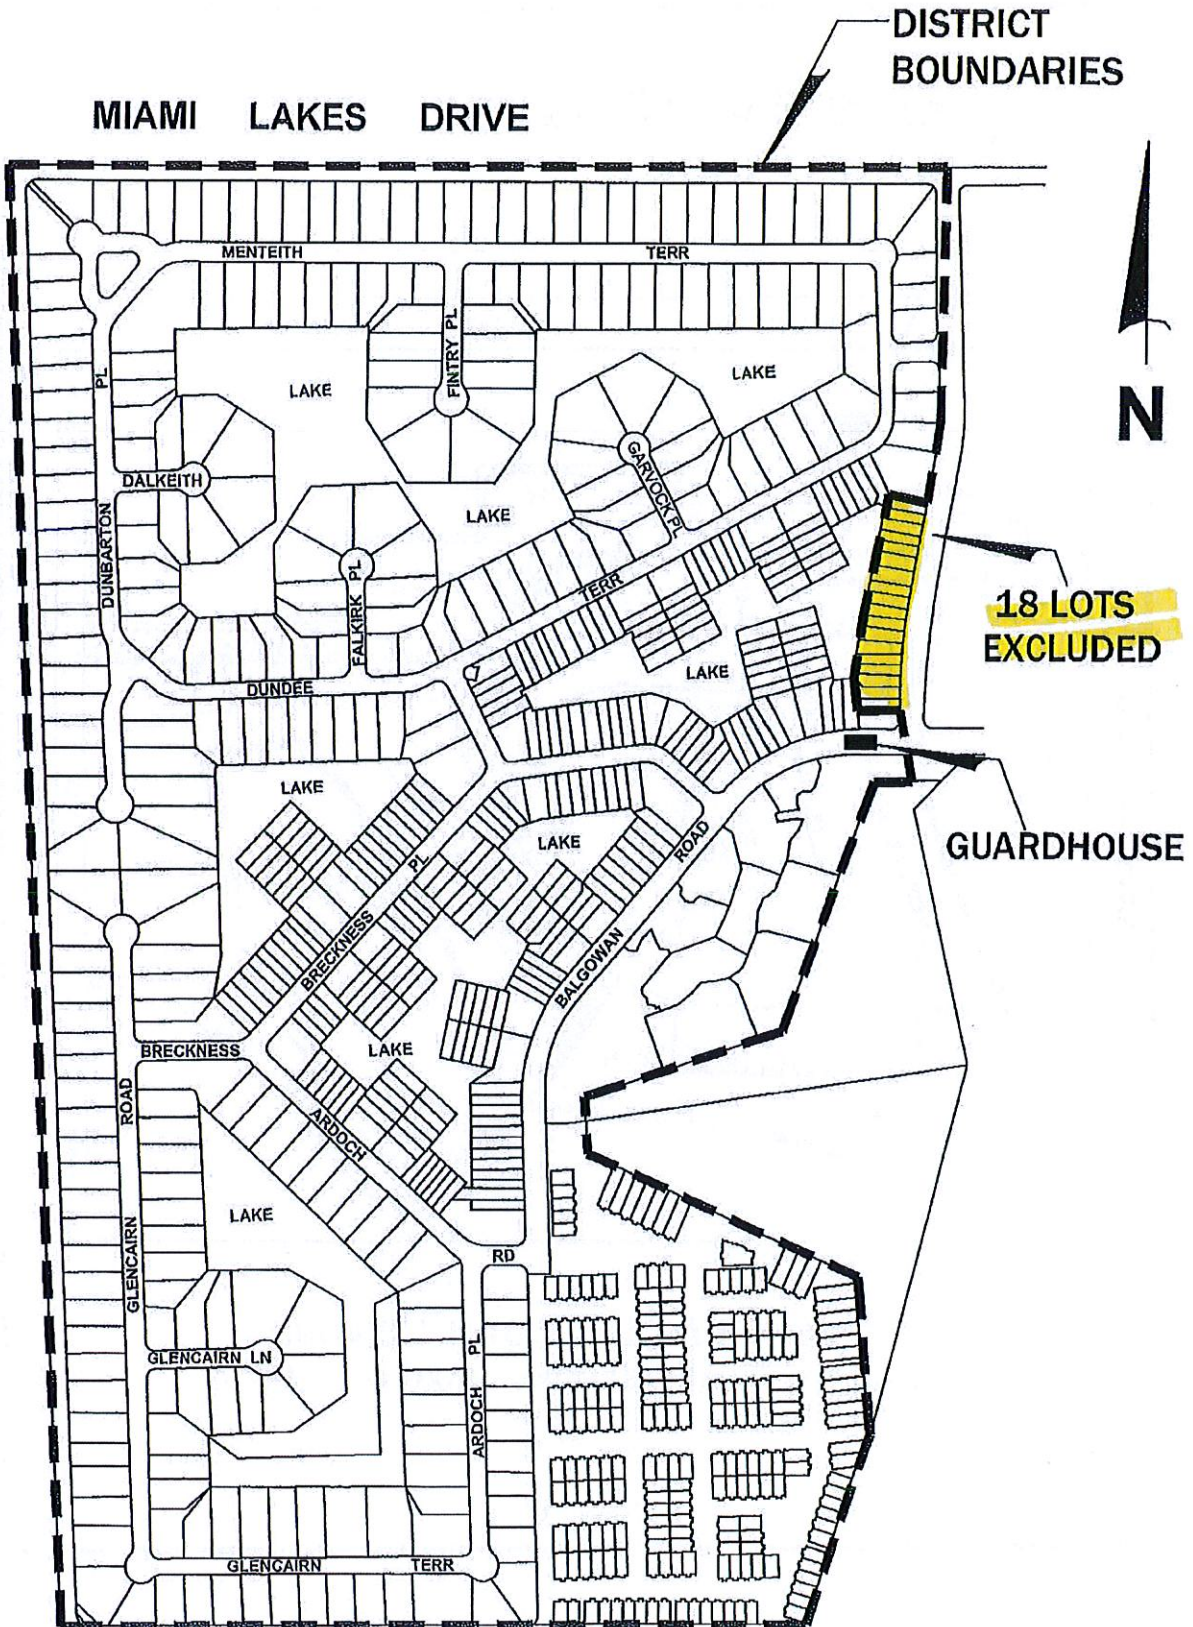 DISTRICT
BOUNDARIES
MIAMI LAKES DRIVE
MENTEITH TERR
FINTRY PL
LAKE
LAKE
PL
N
GARVOCK PL
DALKEITH
LAKE
DUNBARTON
FALKIRK PL
TERR
18 LOTS
EXCLUDED
LAKE
DUNDEE
LAKE
LAKE
ROAD
GUARDHOUSE
PL
BRECKNESS
BALGOWAN
BRECKNESS
LAKE
ROAD
ARDOCH
LAKE
RD
GLENCAIRN
GLENCAIRN LN
ARDOCH PL
GLENCAIRN TERR